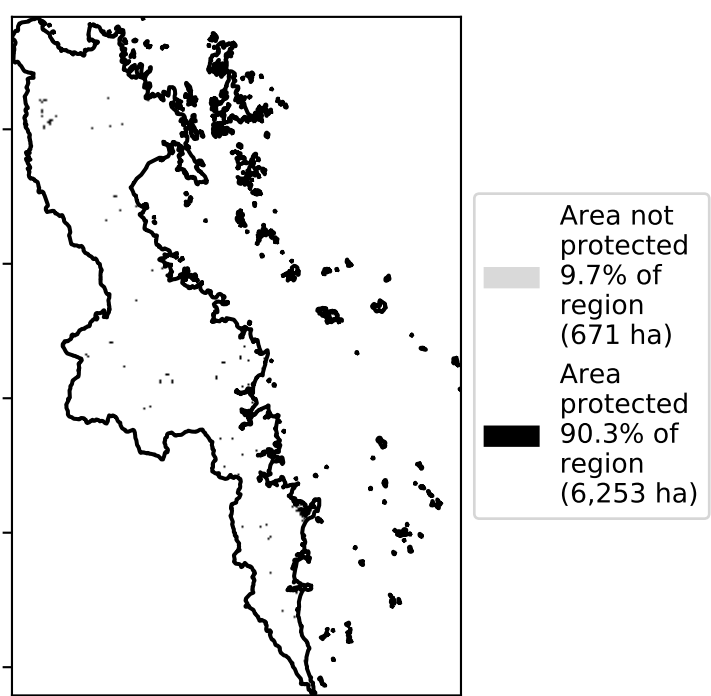 Area not
protected
9.7% of
region
(671 ha)
Area
protected
90.3% of
region
(6,253 ha)